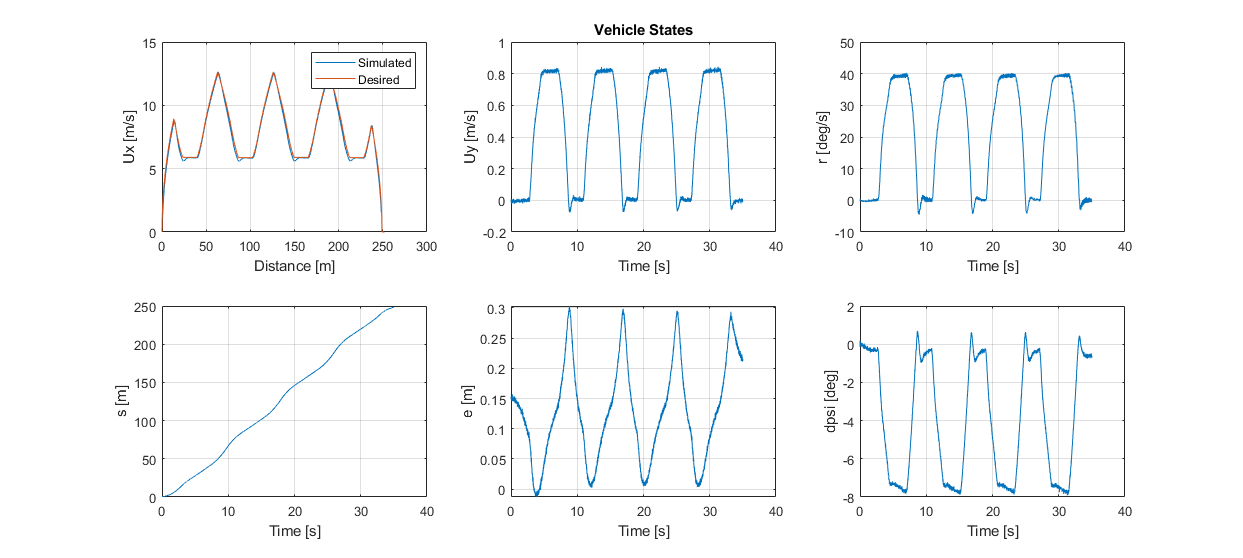 Vehicle States
15
10
5
0
Ux [m/s]
Simulated
Desired
0 50 100 150 200 250 300
Distance [m]
1
0.8
0.6
0.4
0.2
0
-0.2
Uy [m/s]
0 10 20 30 40
Time [s]
50
40
30
20
10
0
-10
r [deg/s]
0 10 20 30 40
Time [s]
250
200
150
100
50
0
s [m]
0 10 20 30 40
Time [s]
0.3
0.25
0.2
0.15
0.1
0.05
0
e [m]
0 10 20 30 40
Time [s]
2
0
-2
-4
-6
-8
dpsi [deg]
0 10 20 30 40
Time [s]